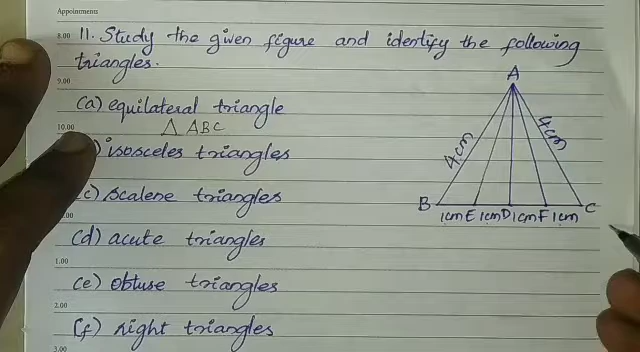 Appointments
8.00 11. Study the given figure and identify the following
triangles.
9.00
(a) equilateral triangle
△ ABC
10.00
) isosceles triangles
c) scalene triangles
.00
(d) acute triangles
1.00
(e) obtuse triangles
2.00
(f) right triangles
3.00
A
4cm 4cm
B C
1cm E 1cm D 1cm F 1cm